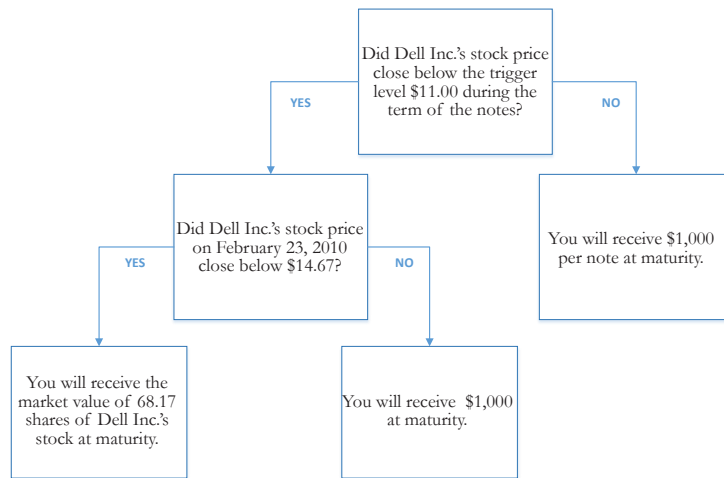 Did Dell Inc.'s stock price
close below the trigger
level $11.00 during the
term of the notes?
YES
NO
Did Dell Inc.'s stock price
on February 23, 2010
close below $14.67?
You will receive $1,000
per note at maturity.
YES
NO
You will receive the
market value of 68.17
shares of Dell Inc.'s
stock at maturity.
You will receive $1,000
at maturity.